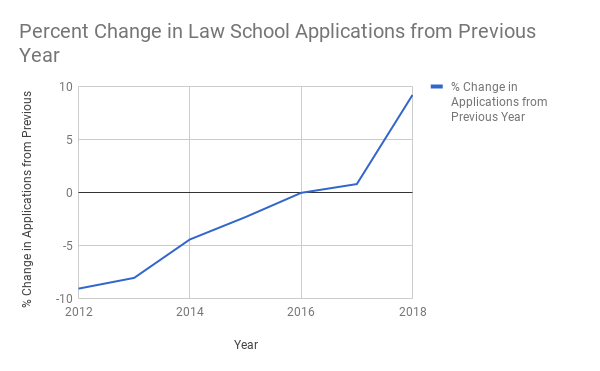 Percent Change in Law School Applications from Previous
Year
% Change in Applications from Previous
10
5
0
-5
-10
2012
2014
2016
2018
Year
% Change in
Applications from
Previous Year